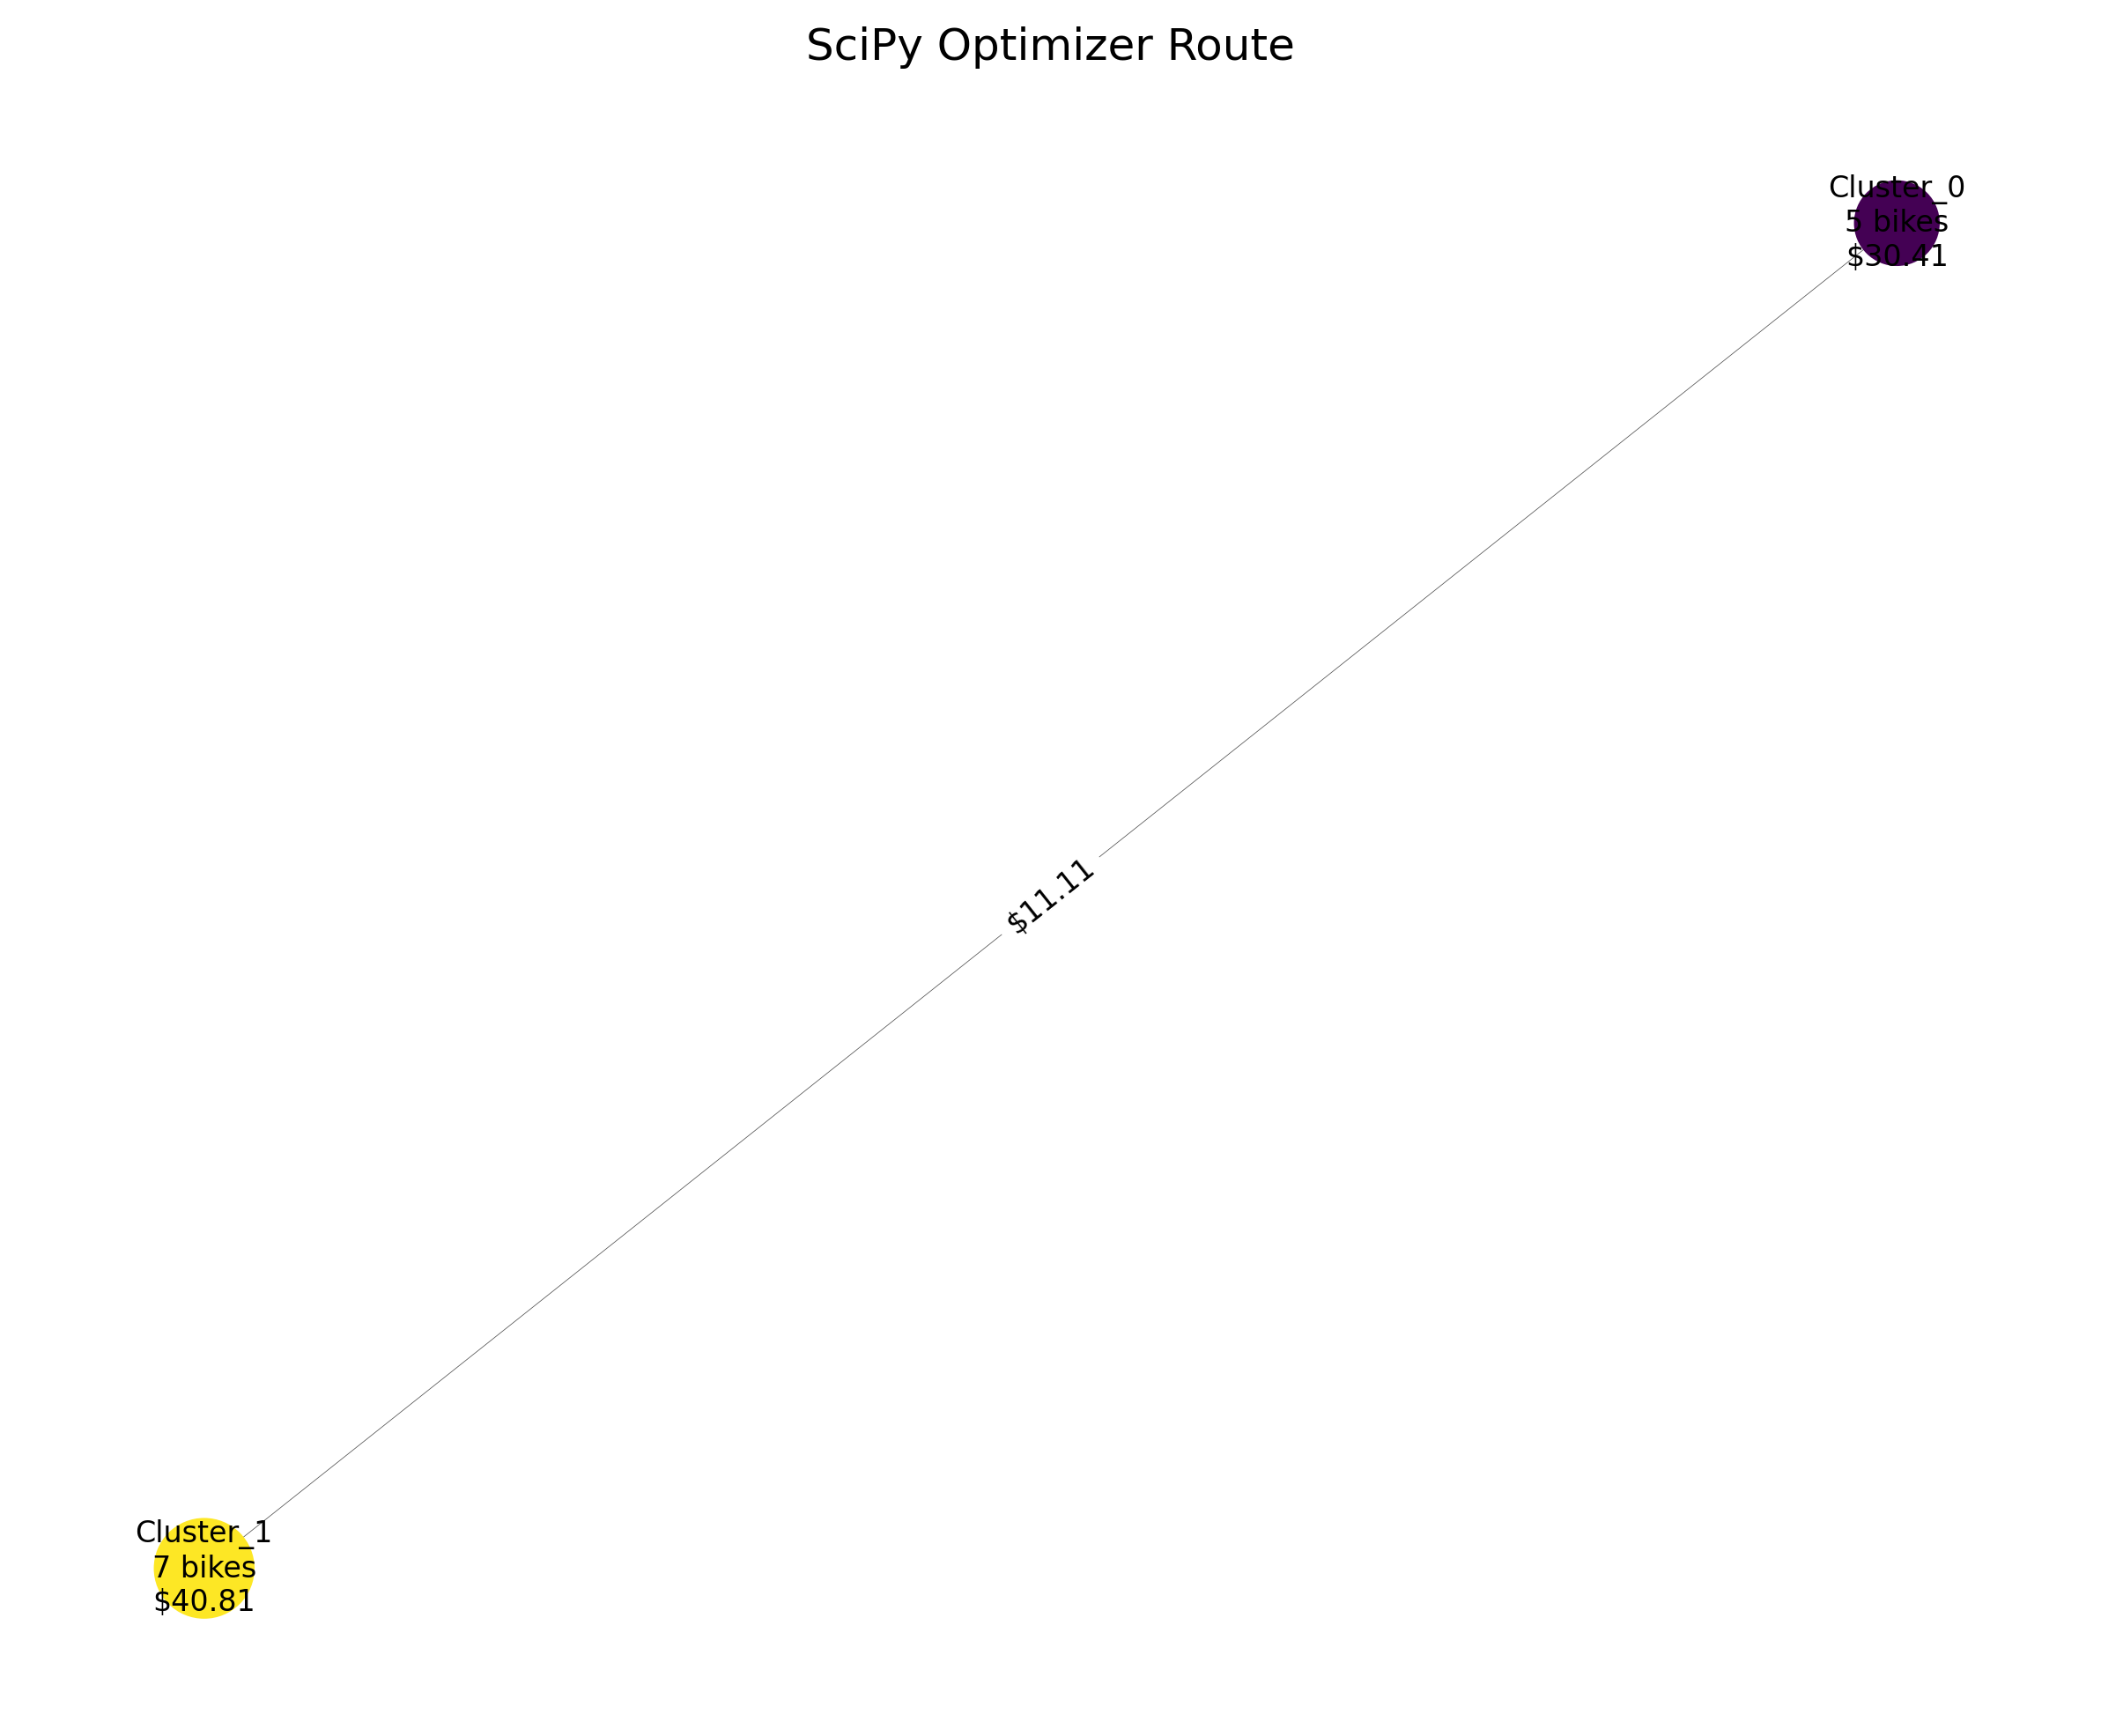 SciPy Optimizer Route
Cluster_0
5 bikes
$30.41
$11.11
Cluster_1
7 bikes
$40.81